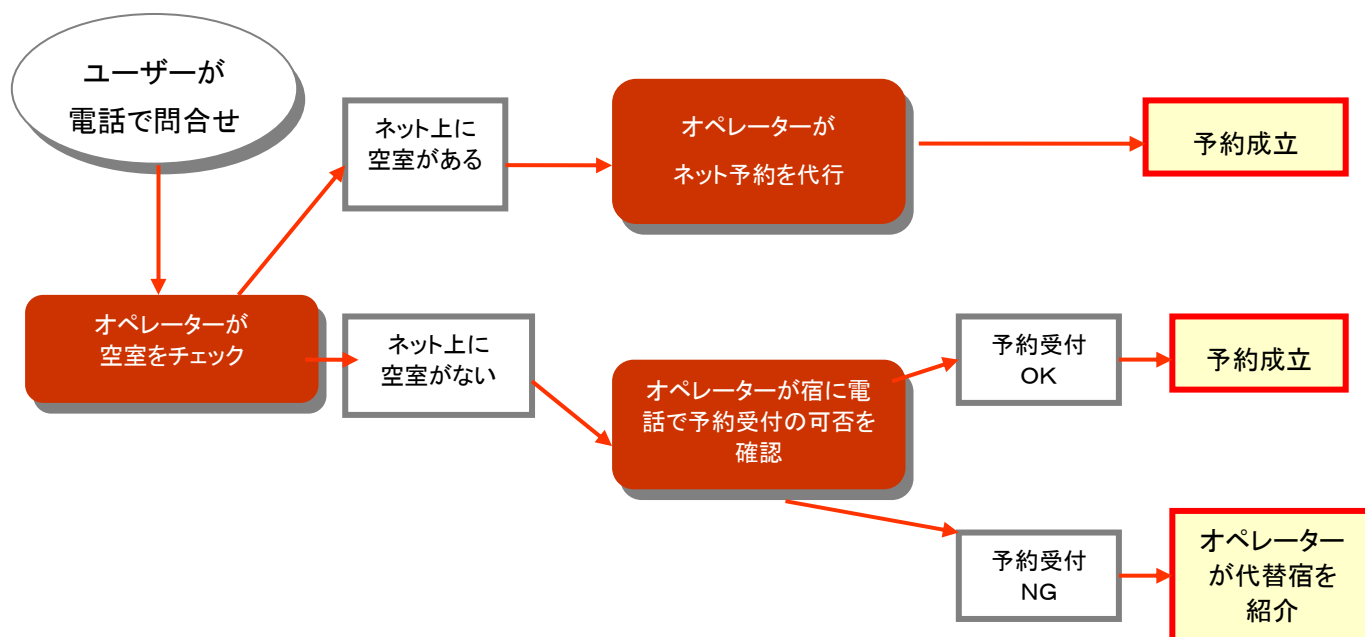 ユーザーが
電話で問合せ
ネット上に
空室がある
オペレーターが
ネット予約を代行
予約成立
オペレーターが
空室をチェック
ネット上に
空室がない
オペレーターが宿に電
話で予約受付の可否を
確認
予約受付
OK
予約成立
予約受付
NG
オペレーター
が代替宿を
紹介